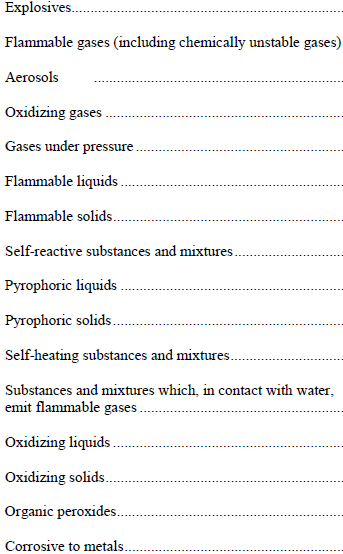 Explosives..............................................................................
Flammable gases (including chemically unstable gases)
Aerosols ..............................................................................
Oxidizing gases ..............................................................................
Gases under pressure ..............................................................................
Flammable liquids ..............................................................................
Flammable solids..............................................................................
Self-reactive substances and mixtures..............................................................................
Pyrophoric liquids ..............................................................................
Pyrophoric solids..............................................................................
Self-heating substances and mixtures..............................................................................
Substances and mixtures which, in contact with water,
emit flammable gases ..............................................................................
Oxidizing liquids ..............................................................................
Oxidizing solids..............................................................................
Organic peroxides..............................................................................
Corrosive to metals..............................................................................